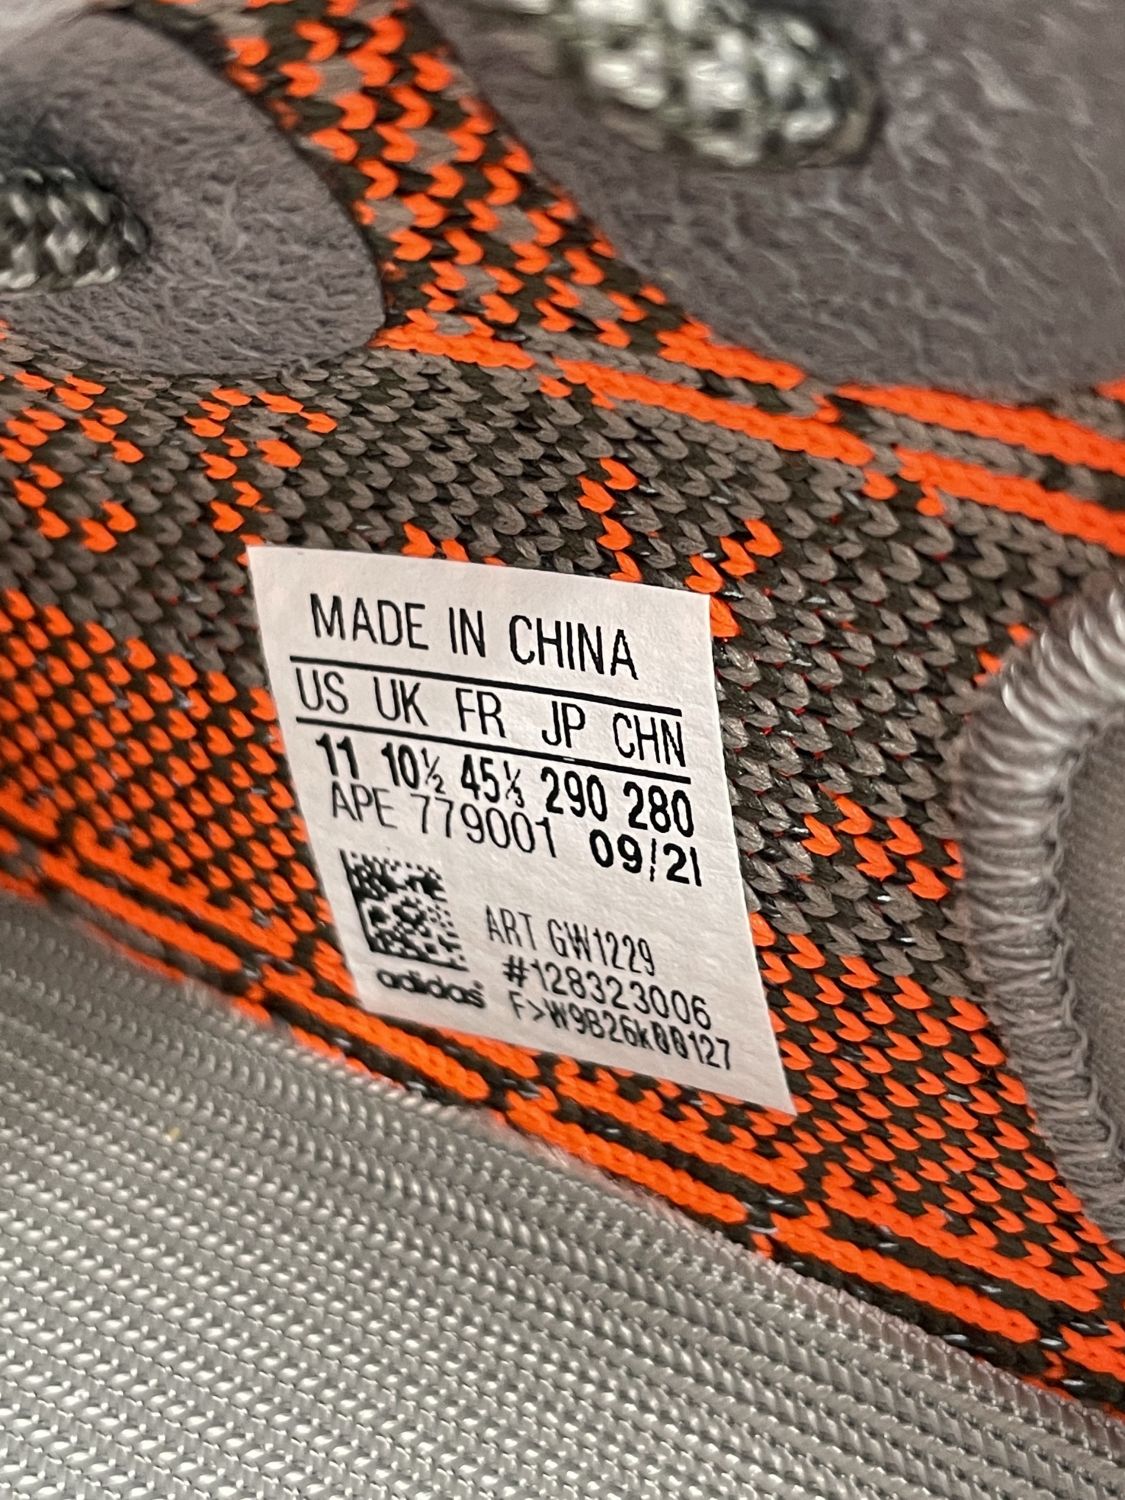 MADE IN CHINA
US UK FR JP CHN
11 10½ 45⅓ 290 280
APE 779001 09/21
ART GW1229
#128323006
adidas
F>W9B26K00127